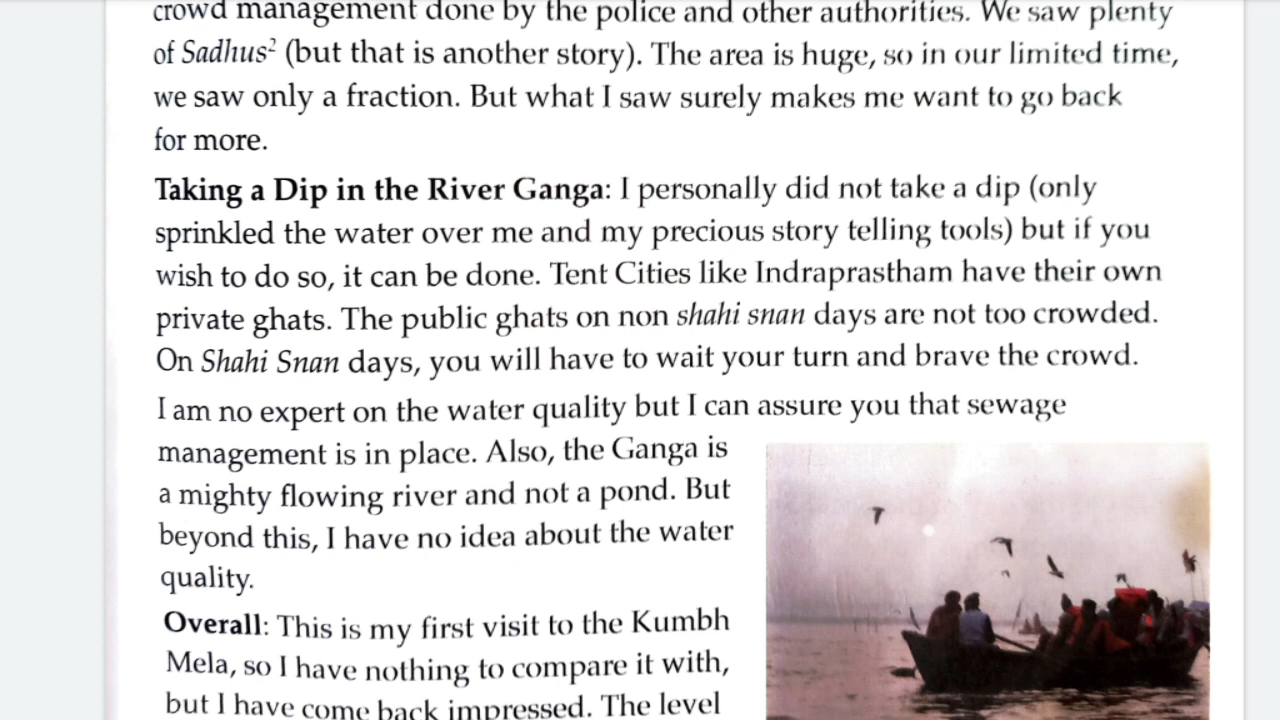 crowd management done by the police and other authorities. We saw plenty
of Sadhus² (but that is another story). The area is huge, so in our limited time,
we saw only a fraction. But what I saw surely makes me want to go back
for more.
Taking a Dip in the River Ganga: I personally did not take a dip (only
sprinkled the water over me and my precious story telling tools) but if you
wish to do so, it can be done. Tent Cities like Indraprastham have their own
private ghats. The public ghats on non shahi snan days are not too crowded.
On Shahi Snan days, you will have to wait your turn and brave the crowd.
I am no expert on the water quality but I can assure you that sewage
management is in place. Also, the Ganga is
a mighty flowing river and not a pond. But
beyond this, I have no idea about the water
quality.
Overall: This is my first visit to the Kumbh
Mela, so I have nothing to compare it with,
but I have come back impressed. The level